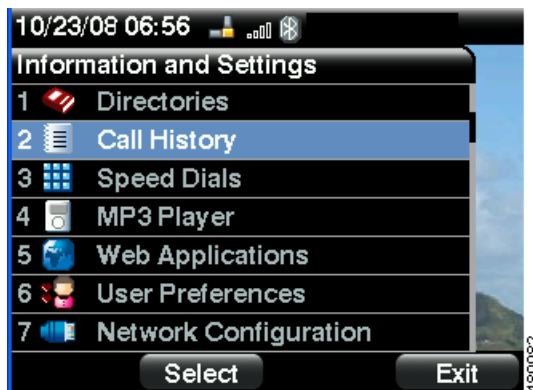 10/23/08 06:56
Information and Settings
1 Directories
2 Call History
3 Speed Dials
4 MP3 Player
5 Web Applications
6 User Preferences
7 Network Configuration
Select Exit